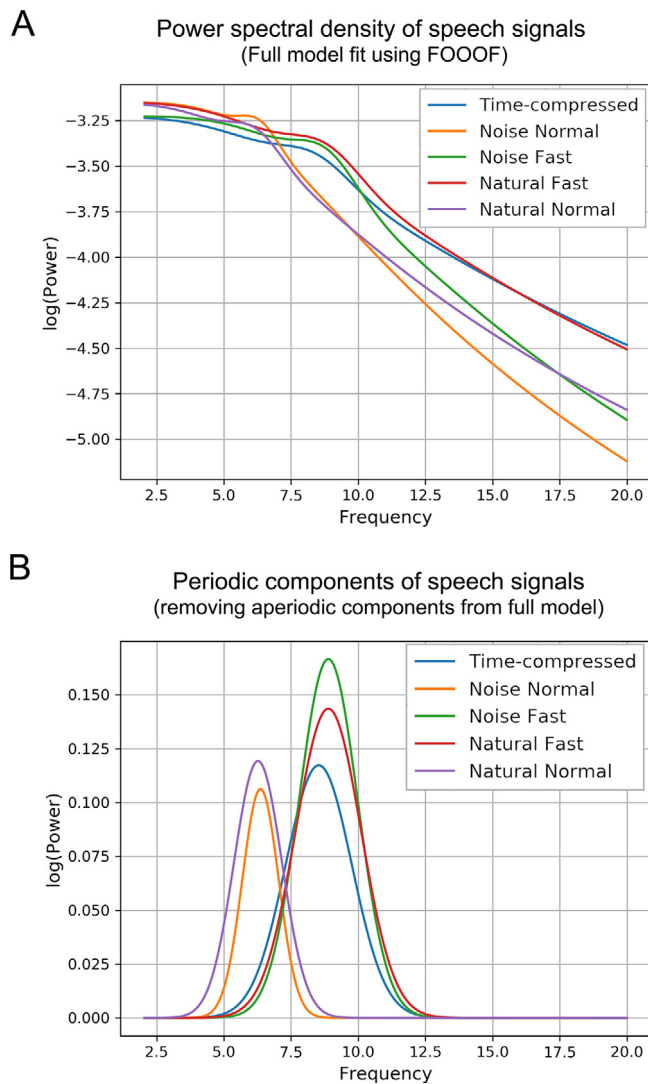 A
Power spectral density of speech signals
(Full model fit using FOOOF)
Time-compressed
Noise Normal
Noise Fast
Natural Fast
Natural Normal
−3.25
−3.50
−3.75
−4.00
−4.25
−4.50
−4.75
−5.00
log(Power)
2.5 5.0 7.5 10.0 12.5 15.0 17.5 20.0
Frequency
B
Periodic components of speech signals
(removing aperiodic components from full model)
Time-compressed
Noise Normal
Noise Fast
Natural Fast
Natural Normal
0.150
0.125
0.100
0.075
0.050
0.025
0.000
log(Power)
2.5 5.0 7.5 10.0 12.5 15.0 17.5 20.0
Frequency